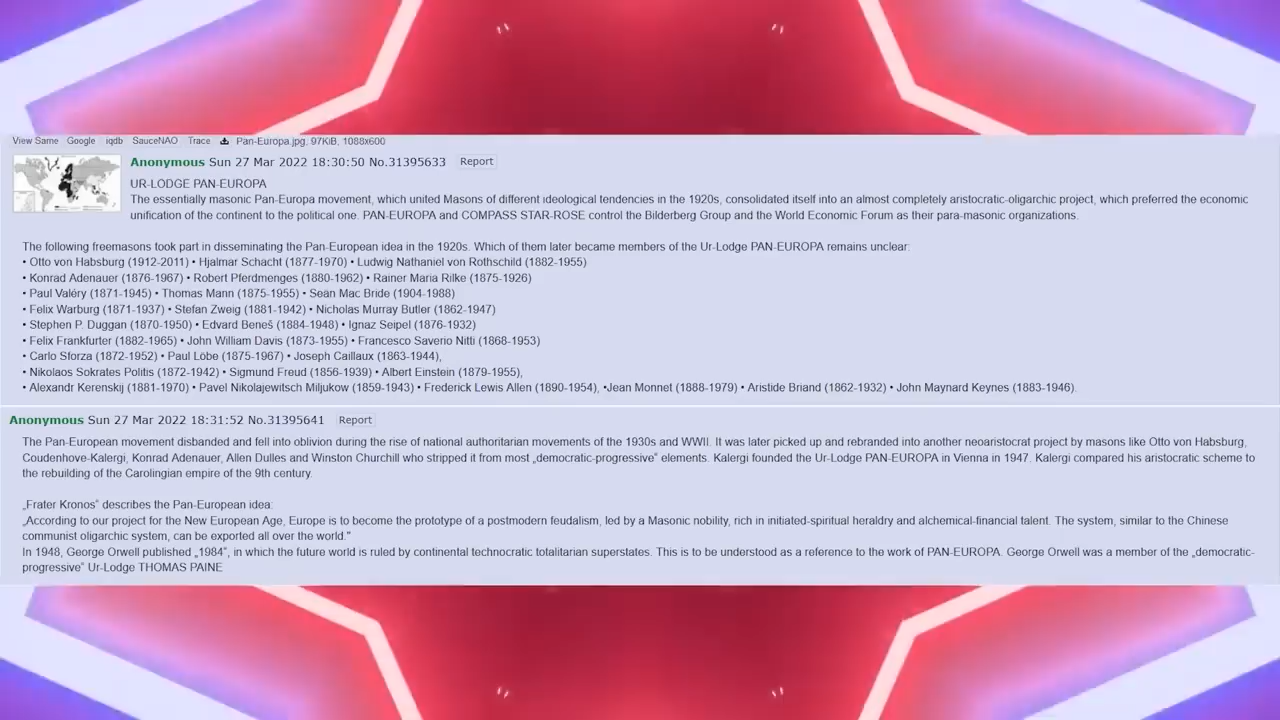 View Same Google iqdb SauceNAO Trace Pan-Europa.jpg, 97KiB, 1088x600
Anonymous Sun 27 Mar 2022 18:30:50 No.31395633 Report
UR-LODGE PAN-EUROPA
The essentially masonic Pan-Europa movement, which united Masons of different ideological tendencies in the 1920s, consolidated itself into an almost completely aristocratic-oligarchic project, which preferred the economic
unification of the continent to the political one. PAN-EUROPA and COMPASS STAR-ROSE control the Bilderberg Group and the World Economic Forum as their para-masonic organizations.
The following freemasons took part in disseminating the Pan-European idea in the 1920s. Which of them later became members of the Ur-Lodge PAN-EUROPA remains unclear:
• Otto von Habsburg (1912-2011) • Hjalmar Schacht (1877-1970) • Ludwig Nathaniel von Rothschild (1882-1955)
• Konrad Adenauer (1876-1967) • Robert Pferdmenges (1880-1962) • Rainer Maria Rilke (1875-1926)
• Paul Valéry (1871-1945) • Thomas Mann (1875-1955) • Seán Mac Bride (1904-1988)
• Felix Warburg (1871-1937) • Stefan Zweig (1881-1942) • Nicholas Murray Butler (1862-1947)
• Stephen P. Duggan (1870-1950) • Edvard Beneš (1884-1948) • Ignaz Seipel (1876-1932)
• Felix Frankfurter (1882-1965) • John William Davis (1873-1955) • Francesco Saverio Nitti (1868-1953)
• Carlo Sforza (1872-1952) • Paul Löbe (1875-1967) • Joseph Caillaux (1863-1944),
• Nikolaos Sokrates Politis (1872-1942) • Sigmund Freud (1856-1939) • Albert Einstein (1879-1955),
• Alexandr Kerenskij (1881-1970) • Pavel Nikolajewitsch Miljukow (1859-1943) • Frederick Lewis Allen (1890-1954), •Jean Monnet (1888-1979) • Aristide Briand (1862-1932) • John Maynard Keynes (1883-1946).
Anonymous Sun 27 Mar 2022 18:31:52 No.31395641 Report
The Pan-European movement disbanded and fell into oblivion during the rise of national authoritarian movements of the 1930s and WWII. It was later picked up and rebranded into another neoaristocrat project by masons like Otto von Habsburg,
Coudenhove-Kalergi, Konrad Adenauer, Allen Dulles and Winston Churchill who stripped it from most „democratic-progressive“ elements. Kalergi founded the Ur-Lodge PAN-EUROPA in Vienna in 1947. Kalergi compared his aristocratic scheme to
the rebuilding of the Carolingian empire of the 9th century.
„Frater Kronos“ describes the Pan-European idea:
„According to our project for the New European Age, Europe is to become the prototype of a postmodern feudalism, led by a Masonic nobility, rich in initiated-spiritual heraldry and alchemical-financial talent. The system, similar to the Chinese
communist oligarchic system, can be exported all over the world."
In 1948, George Orwell published „1984“, in which the future world is ruled by continental technocratic totalitarian superstates. This is to be understood as a reference to the work of PAN-EUROPA. George Orwell was a member of the „democratic-
progressive“ Ur-Lodge THOMAS PAINE